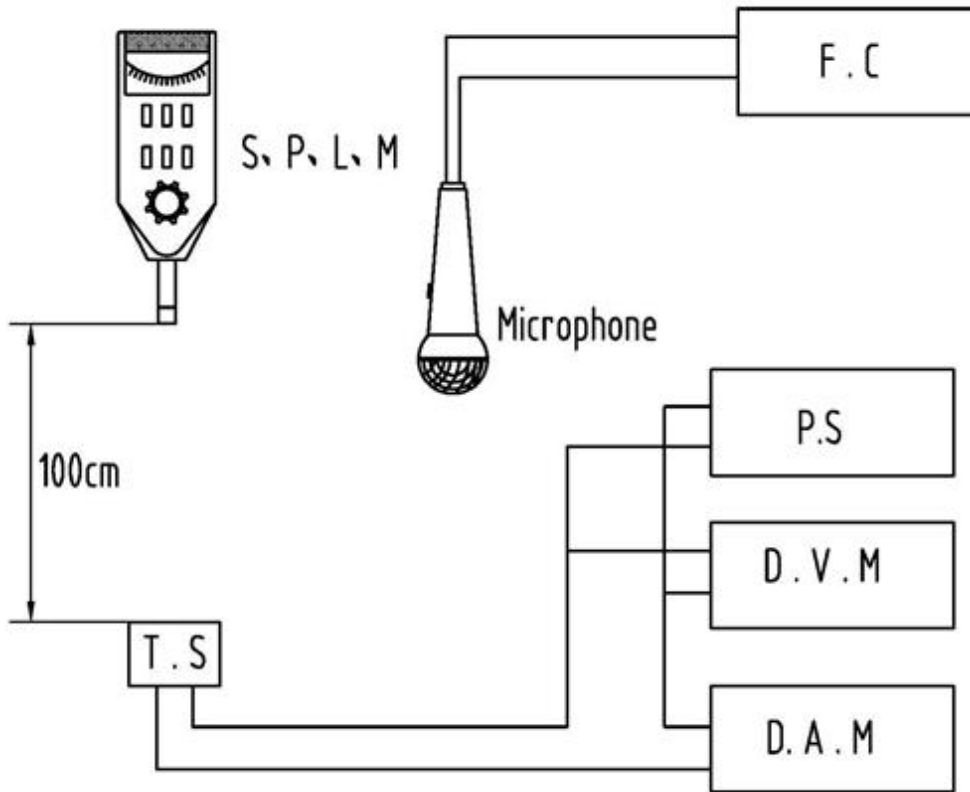 F.C
S、P、L、M
Microphone
P.S
100cm
D.V.M
T.S
D.A.M